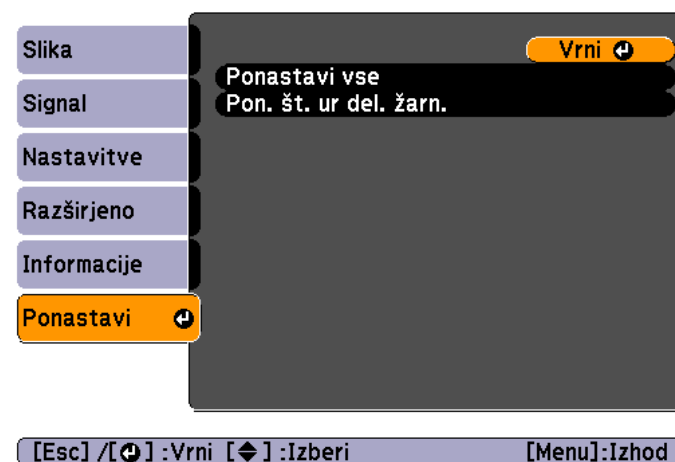 Slika
Signal
Nastavitve
Razširjeno
Informacije
Ponastavi
Vrni
Ponastavi vse
Pon. št. ur del. žarn.
[Esc] /[ ] :Vrni [ ] :Izberi [Menu]:Izhod